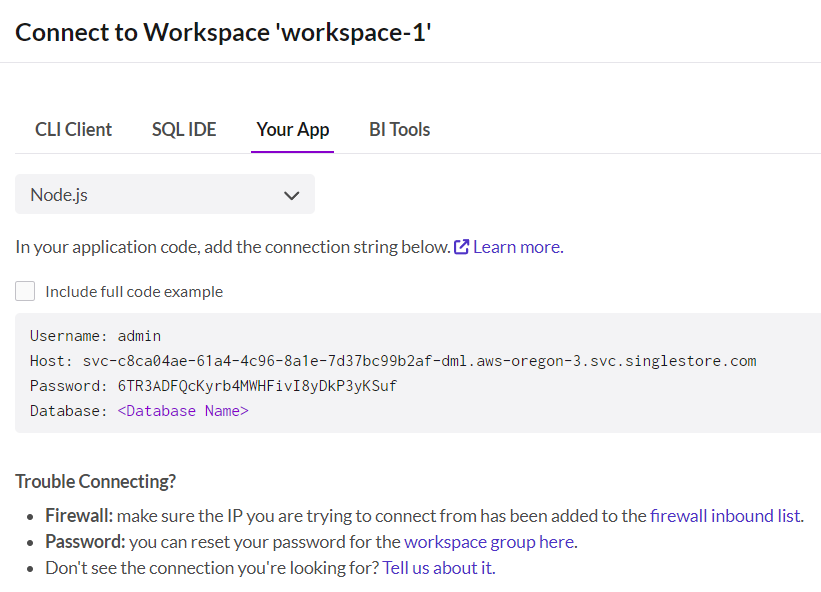 Connect to Workspace 'workspace-1'
CLI Client
SQL IDE
Your App
BI Tools
Node.js
In your application code, add the connection string below. Learn more.
Include full code example
Username: admin
Host: svc-c8ca04ae-61a4-4c96-8a1e-7d37bc99b2af-dml.aws-oregon-3.svc.singlestore.com
Password: 6TR3ADFQcKyrb4MWHFivI8yDkP3yKSuf
Database: <Database Name>
Trouble Connecting?
• Firewall: make sure the IP you are trying to connect from has been added to the firewall inbound list.
• Password: you can reset your password for the workspace group here.
• Don't see the connection you're looking for? Tell us about it.